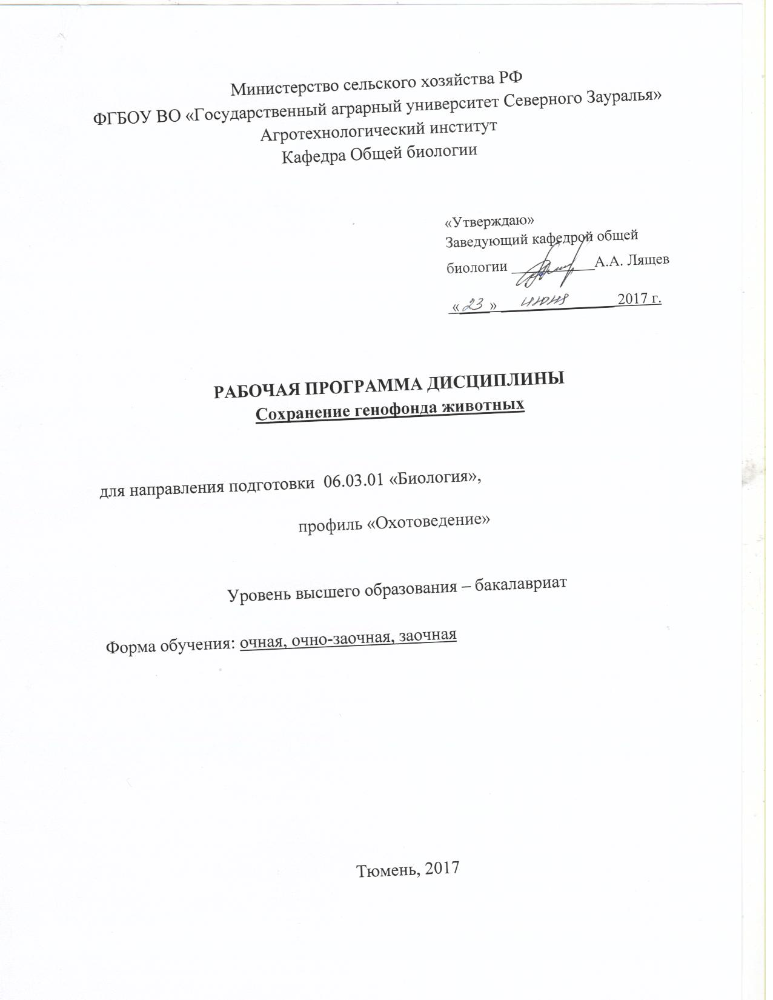 Министерство сельского хозяйства РФ
ФГБОУ ВО «Государственный аграрный университет Северного Зауралья»
Агротехнологический институт
Кафедра Общей биологии
«Утверждаю»
Заведующий кафедрой общей
биологии ____________А.А. Лящев
«23» июня 2017 г.
РАБОЧАЯ ПРОГРАММА ДИСЦИПЛИНЫ
Сохранение генофонда животных
для направления подготовки 06.03.01 «Биология»,
профиль «Охотоведение»
Уровень высшего образования – бакалавриат
Форма обучения: очная, очно-заочная, заочная
Тюмень, 2017